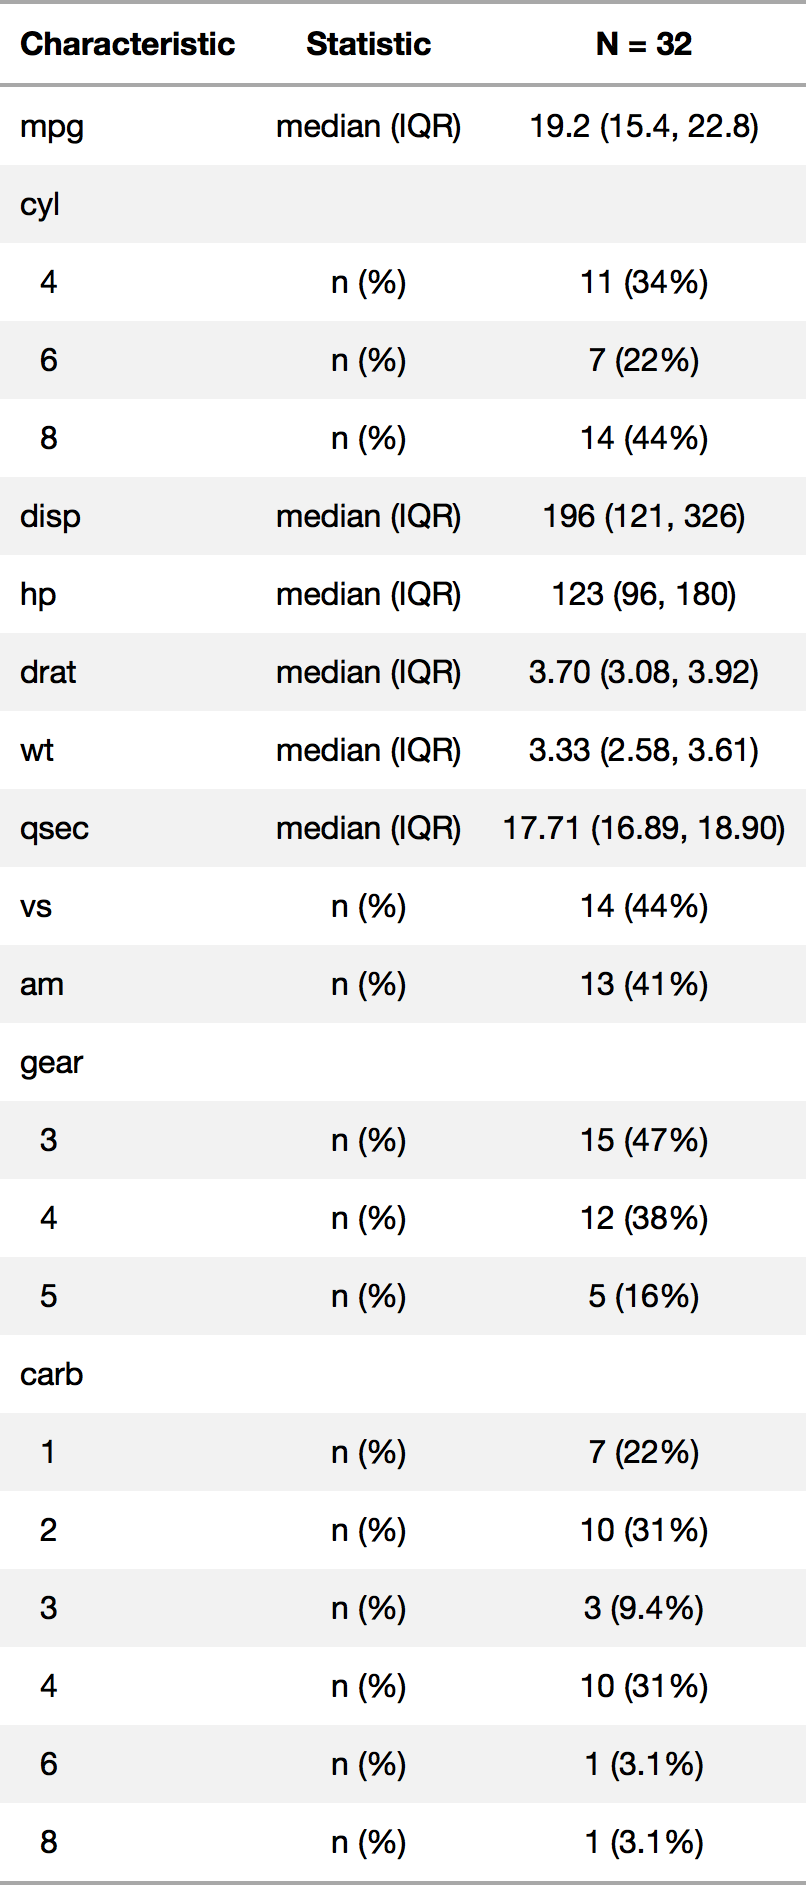 Characteristic Statistic N = 32
mpg median (IQR) 19.2 (15.4, 22.8)
cyl
4 n (%) 11 (34%)
6 n (%) 7 (22%)
8 n (%) 14 (44%)
disp median (IQR) 196 (121, 326)
hp median (IQR) 123 (96, 180)
drat median (IQR) 3.70 (3.08, 3.92)
wt median (IQR) 3.33 (2.58, 3.61)
qsec median (IQR) 17.71 (16.89, 18.90)
vs n (%) 14 (44%)
am n (%) 13 (41%)
gear
3 n (%) 15 (47%)
4 n (%) 12 (38%)
5 n (%) 5 (16%)
carb
1 n (%) 7 (22%)
2 n (%) 10 (31%)
3 n (%) 3 (9.4%)
4 n (%) 10 (31%)
6 n (%) 1 (3.1%)
8 n (%) 1 (3.1%)